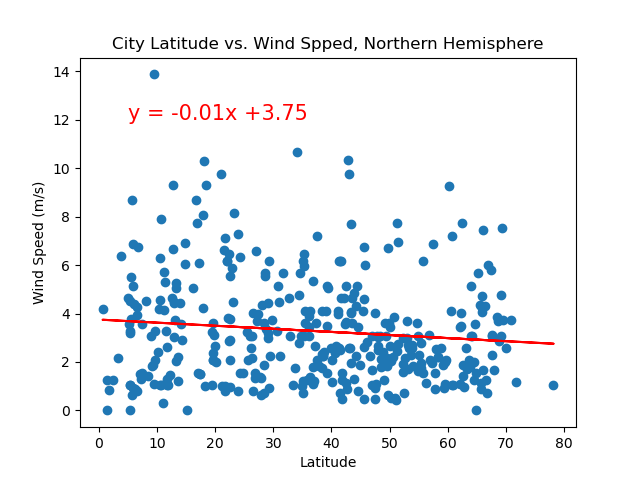 City Latitude vs. Wind Spped, Northern Hemisphere
14
12
10
8
6
4
2
0
Wind Speed (m/s)
y = -0.01x +3.75
0 10 20 30 40 50 60 70 80
Latitude